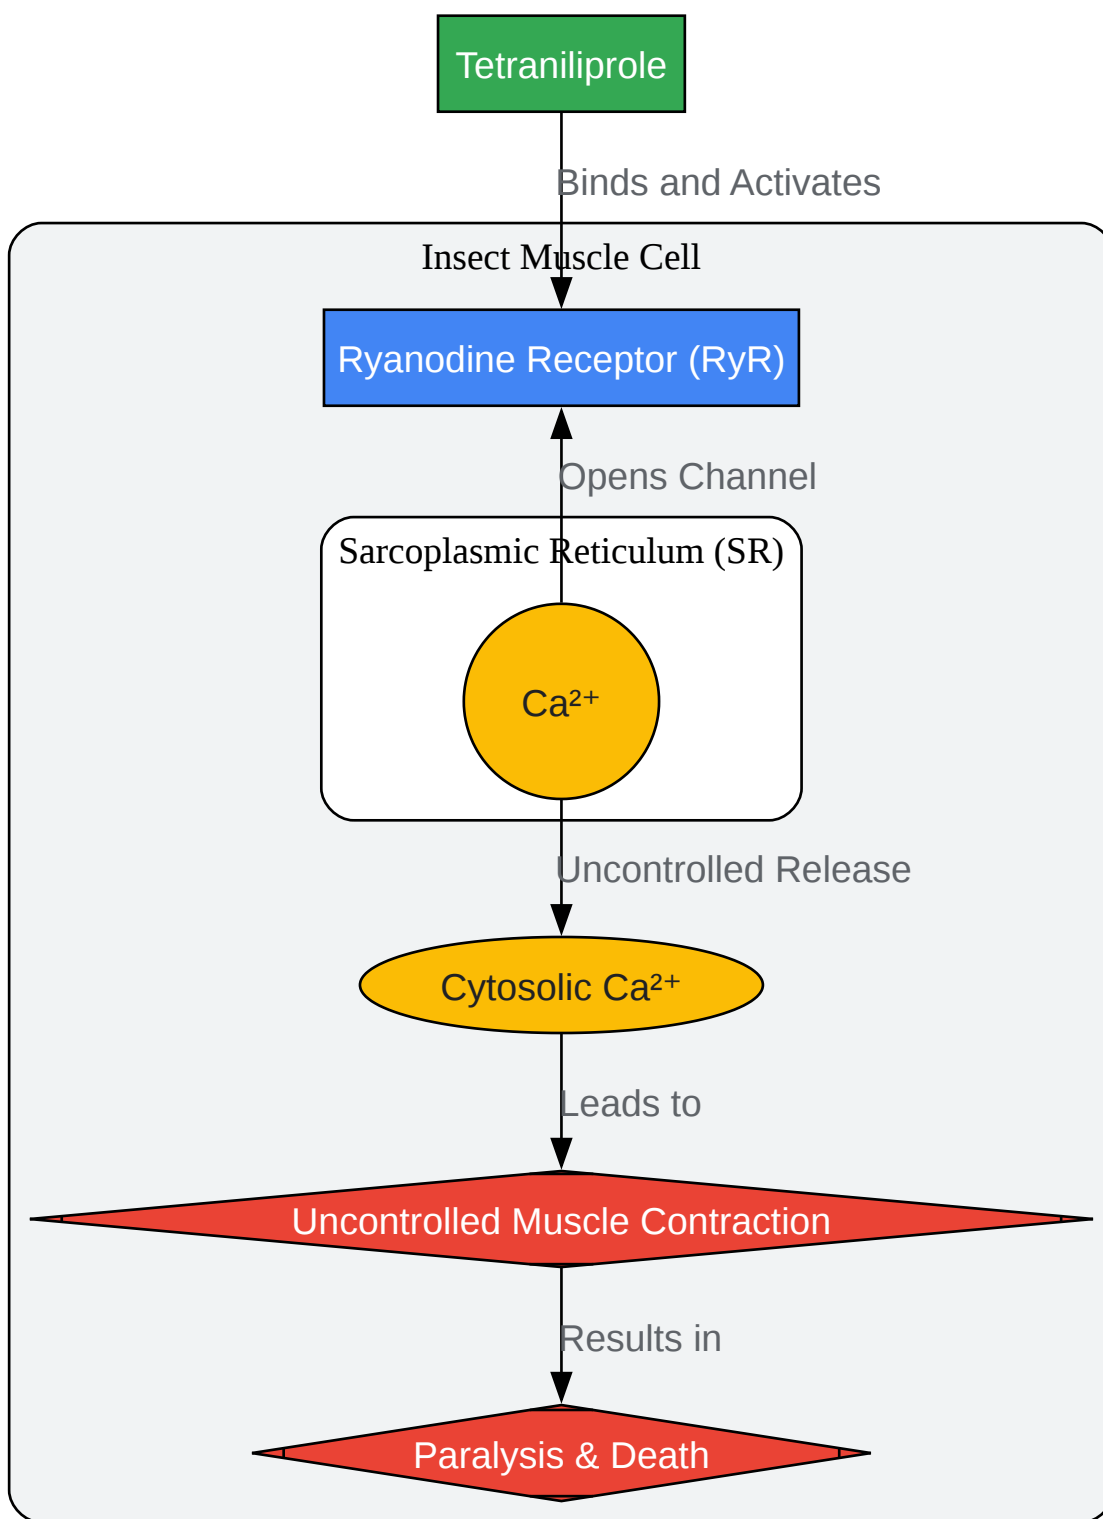 Tetraniliprole
Binds and Activates
Insect Muscle Cell
Ryanodine Receptor (RyR)
Opens Channel
Sarcoplasmic Reticulum (SR)
Ca²⁺
Uncontrolled Release
Cytosolic Ca²⁺
Leads to
Uncontrolled Muscle Contraction
Results in
Paralysis & Death